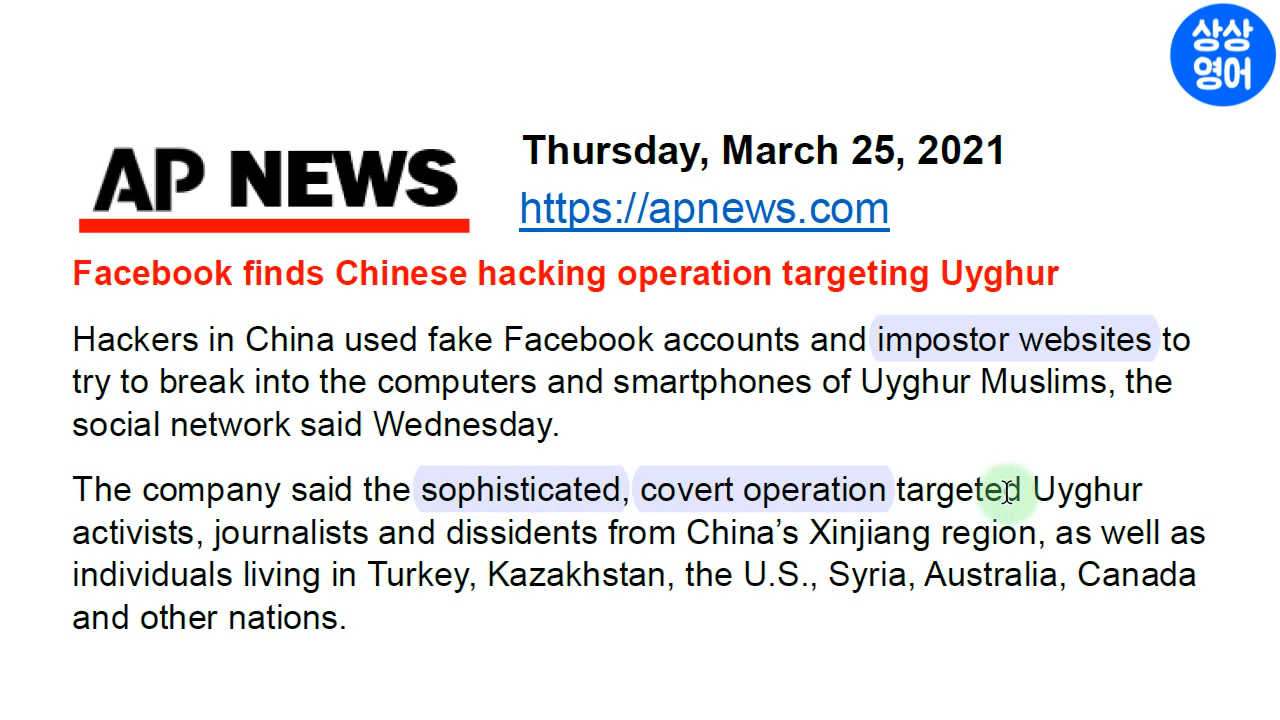 상상
영어
AP NEWS
Thursday, March 25, 2021
https://apnews.com
Facebook finds Chinese hacking operation targeting Uyghur
Hackers in China used fake Facebook accounts and impostor websites to
try to break into the computers and smartphones of Uyghur Muslims, the
social network said Wednesday.
The company said the sophisticated, covert operation targeted Uyghur
activists, journalists and dissidents from China’s Xinjiang region, as well as
individuals living in Turkey, Kazakhstan, the U.S., Syria, Australia, Canada
and other nations.